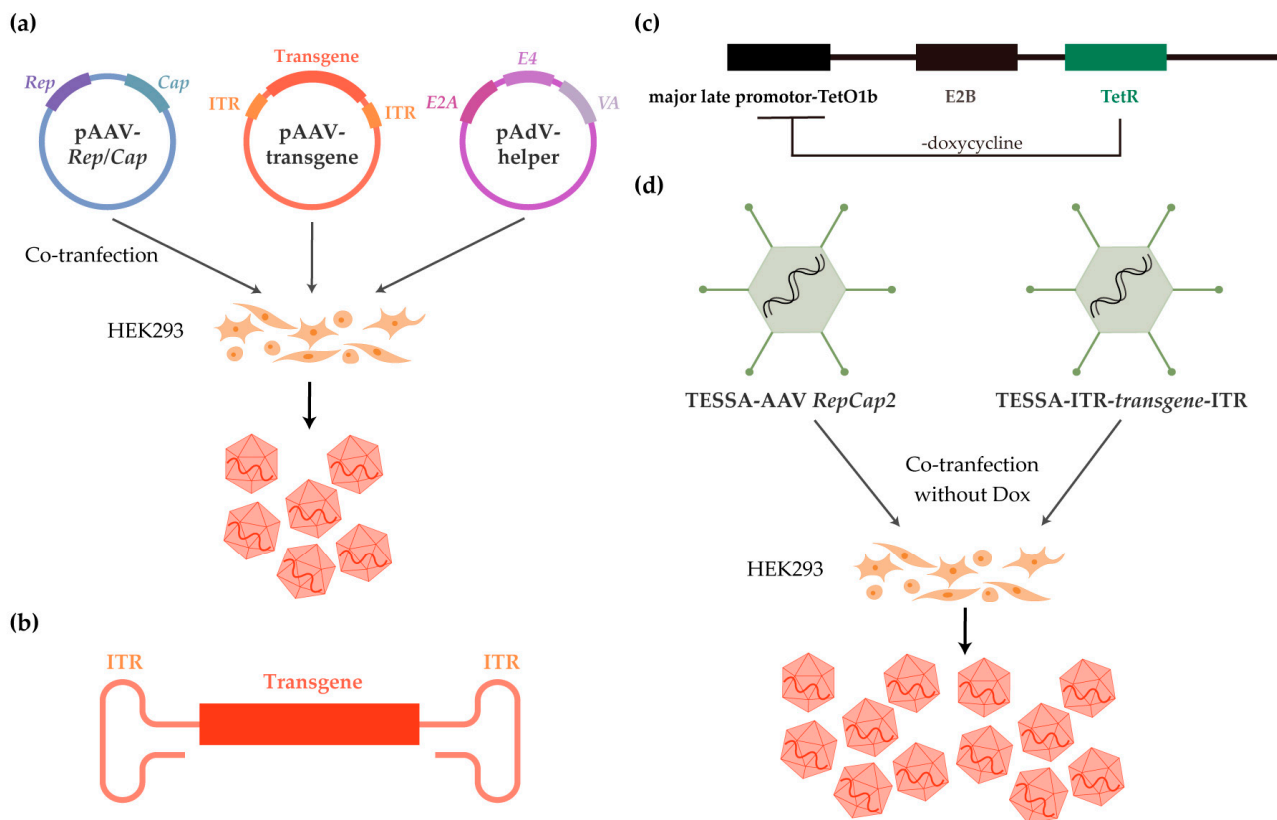 (a)
Rep
Cap
pAAV-
Rep/Cap
Transgene
ITR
ITR
pAAV-
transgene
E4
E2A
VA
pAdV-
helper
Co-tranfection
HEK293
(b)
ITR
ITR
Transgene
(c)
major late promotor-TetO1b
E2B
TetR
-doxycycline
(d)
TESSA-AAV RepCap2
TESSA-ITR-transgene-ITR
Co-tranfection
without Dox
HEK293